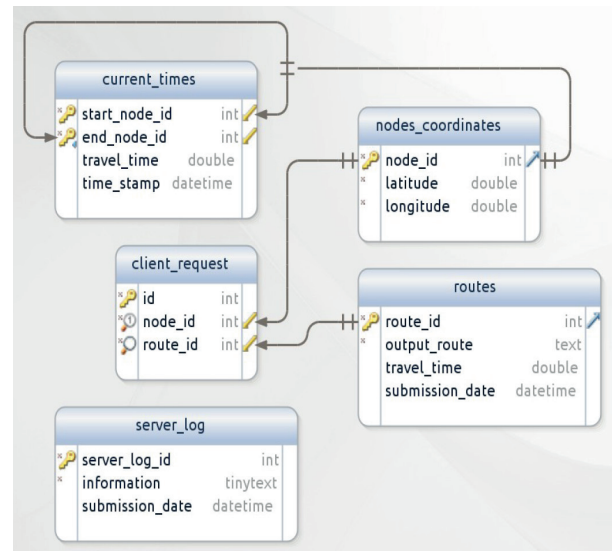 current_times
start_node_id int
end_node_id int
travel_time double
time_stamp datetime
nodes_coordinates
node_id int
latitude double
longitude double
client_request
id int
node_id int
route_id int
routes
route_id int
output_route text
travel_time double
submission_date datetime
server_log
server_log_id int
information tinytext
submission_date datetime